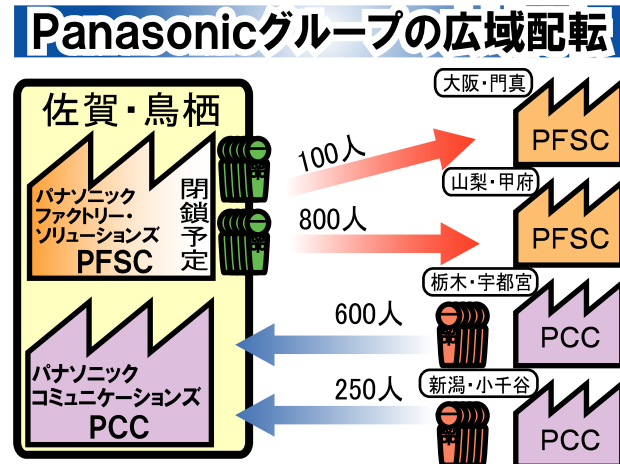 Panasonicグループの広域配転
佐賀・鳥栖
パナソニック
ファクトリー・
ソリューションズ
PFSC
閉鎖予定
100人
800人
大阪・門真
PFSC
山梨・甲府
PFSC
パナソニック
コミュニケーションズ
PCC
600人
250人
栃木・宇都宮
PCC
新潟・小千谷
PCC